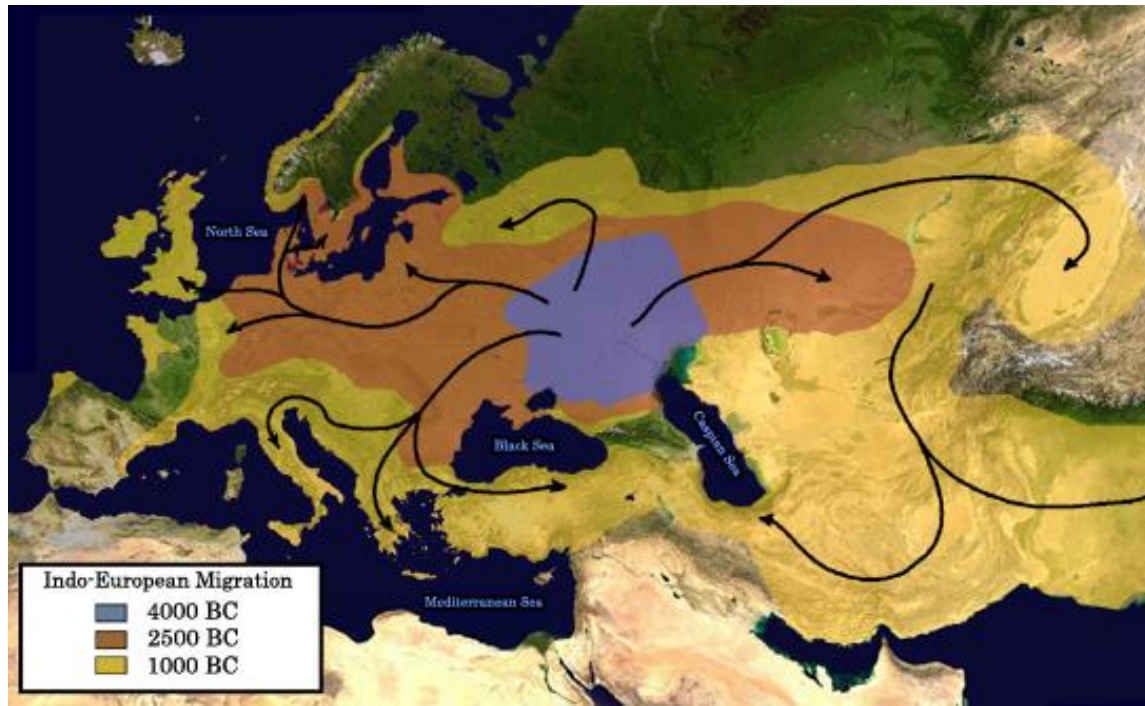 North Sea
Black Sea
Caspian Sea
Mediterranean Sea
Indo-European Migration
4000 BC
2500 BC
1000 BC